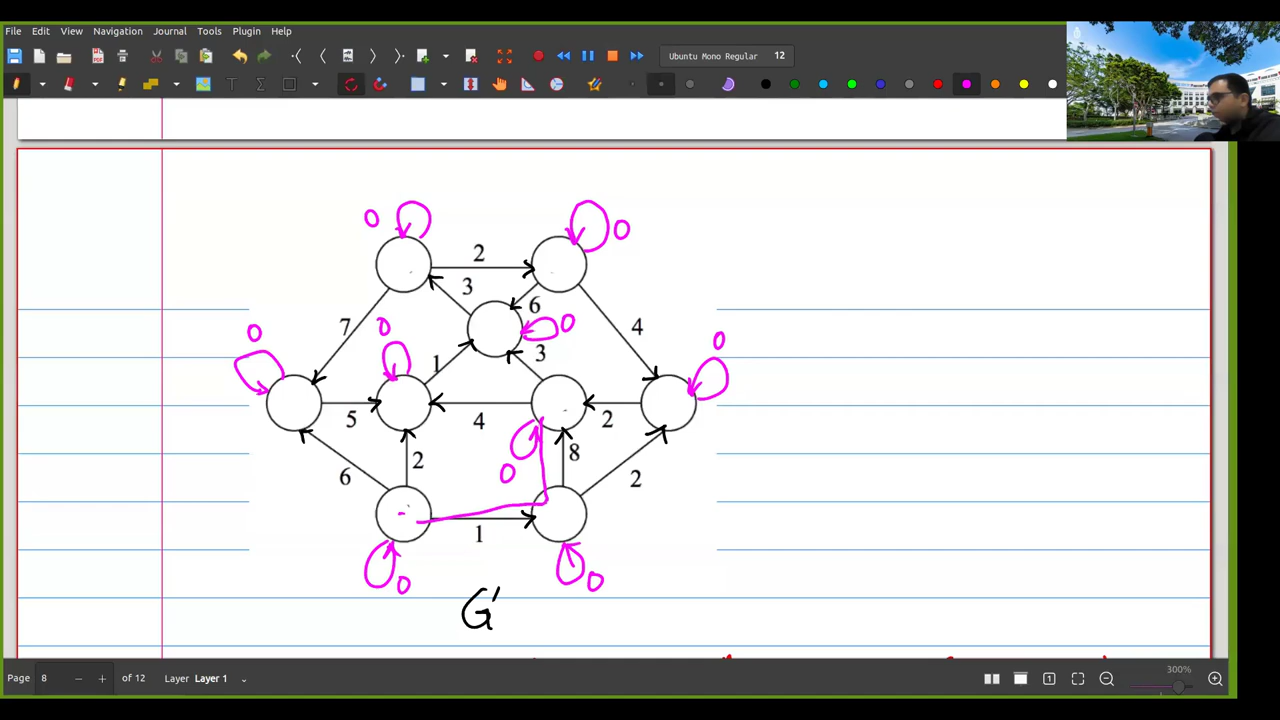 File Edit View Navigation Journal Tools Plugin Help
Ubuntu Mono Regular 12
0 0
2
3 6
7 0 0 0 4 0
1 3
5 4 2
6 2 0 8 2
1
0 0
G'
Page 8 of 12 Layer Layer 1 300%